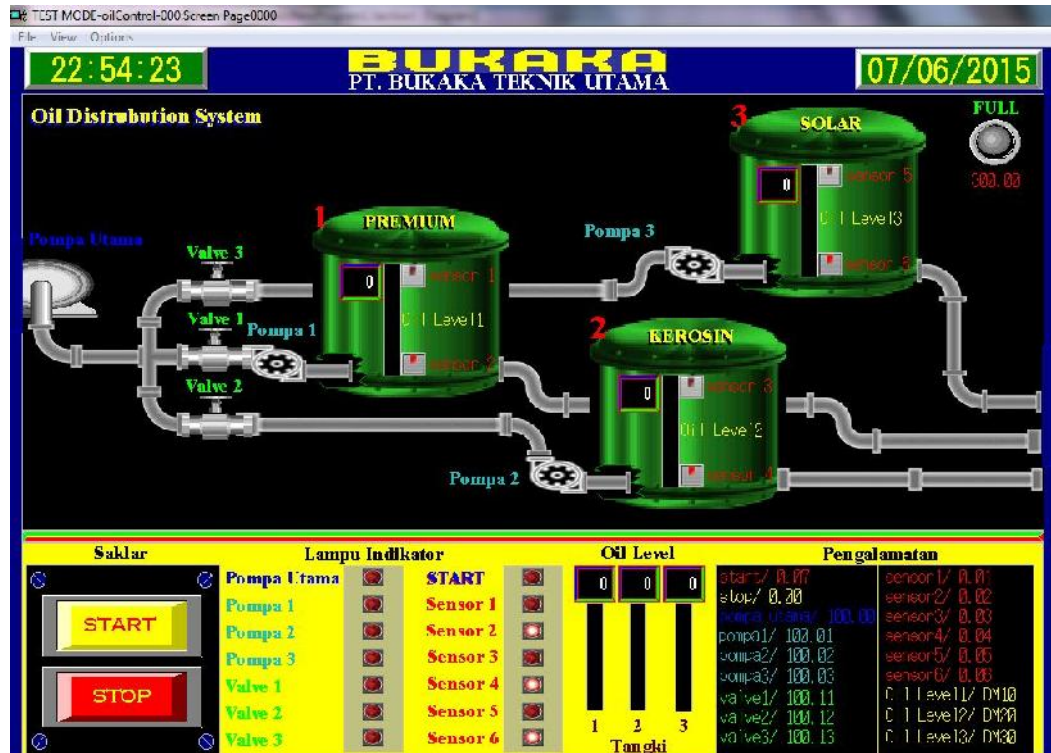 TEST MODE-oilControl-000 Screen Page0000
File View Options
22:54:23
BUKAKA
PT. BUKAKA TEKNIK UTAMA
07/06/2015
Oil Distrubution System
FULL
300.00
3
SOLAR
0
sensor 5
Oil Level3
sensor 6
1
PREMIUM
0
sensor 1
Oil Level1
sensor 2
Pompa 3
Pompa Utama
Valve 3
Valve 1
Pompa 1
Valve 2
2
KEROSIN
0
sensor 3
Oil Level2
sensor 4
Pompa 2
Saklar
START
STOP
Lampu Indikator
Pompa Utama START
Pompa 1 Sensor 1
Pompa 2 Sensor 2
Pompa 3 Sensor 3
Valve 1 Sensor 4
Valve 2 Sensor 5
Valve 3 Sensor 6
Oil Level
0 0 0
1 2 3
Tangki
Pengalamatan
start/ 0.07
stop/ 0.00
pompa utama/ 100.00
pompa1/ 100.01
pompa2/ 100.02
pompa3/ 100.03
valve1/ 100.11
valve2/ 100.12
valve3/ 100.13
sensor1/ 0.01
sensor2/ 0.02
sensor3/ 0.03
sensor4/ 0.04
sensor5/ 0.05
sensor6/ 0.06
Oil Level1/ DM10
Oil Level2/ DM20
Oil Level3/ DM30